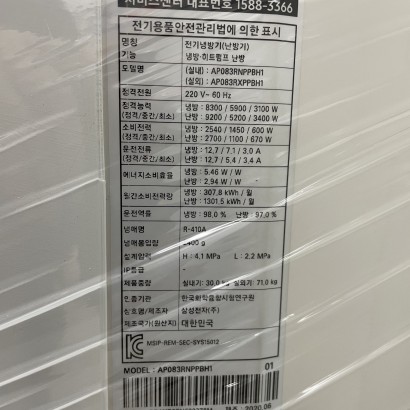 서비스센터 대표번호 1588-3366
전기용품안전관리법에 의한 표시
명칭 전기냉방기(난방기)
기능 냉방·히트펌프 난방
모델명 (실내) : AP083RNPPBH1
(실외) : AP083RXPPBH1
정격전원 220 V~ 60 Hz
정격능력 냉방 : 8300 / 5900 / 3100 W
(정격/중간/최소) 난방 : 9200 / 5200 / 3400 W
소비전력 냉방 : 2540 / 1450 / 600 W
(정격/중간/최소) 난방 : 2700 / 1100 / 670 W
운전전류 냉방 : 12.7 / 7.1 / 3.0 A
(정격/중간/최소) 난방 : 12.7 / 5.4 / 3.4 A
에너지소비효율 냉방 : 5.46 W / W
난방 : 2.94 W / W
월간소비전력량 냉방 : 307.8 kWh / 월
난방 : 1301.5 kWh / 월
운전역률 냉방 : 98.0 % 난방 : 97.0 %
냉매명 R-410A
냉매봉입량
설계압력 H : 4.1 MPa L : 2.2 MPa
IP등급 -
제품중량 실내기: 30.0 kg 실외기: 71.0 kg
인증기관 한국화학융합시험연구원
상호명/제조자 삼성전자(주)
제조국가(원산지) 대한민국
MSIP-REM-SEC-SYS15012
MODEL : AP083RNPPBH1 01
제조 : 2020.06